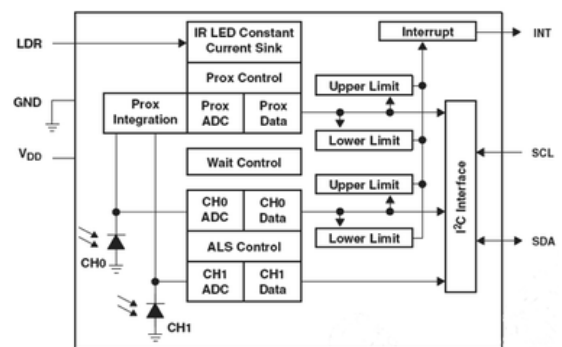 IR LED Constant
Current Sink
Interrupt
INT
LDR
Prox Control
Upper Limit
GND
Prox
Integration
Prox
ADC
Prox
Data
Lower Limit
VDD
Wait Control
SCL
Upper Limit
CH0
ADC
CH0
Data
I²C Interface
ALS Control
Lower Limit
SDA
CH0
CH1
ADC
CH1
Data
CH1